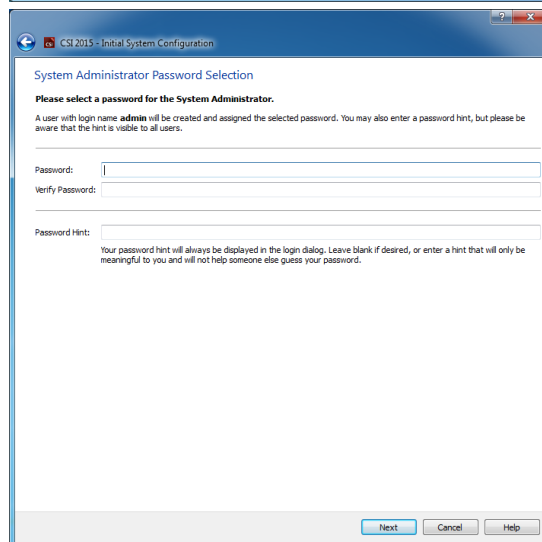 CSI 2015 - Initial System Configuration
System Administrator Password Selection
Please select a password for the System Administrator.
A user with login name admin will be created and assigned the selected password. You may also enter a password hint, but please be
aware that the hint is visible to all users.
Password:
Verify Password:
Password Hint:
Your password hint will always be displayed in the login dialog. Leave blank if desired, or enter a hint that will only be
meaningful to you and will not help someone else guess your password.
Next Cancel Help